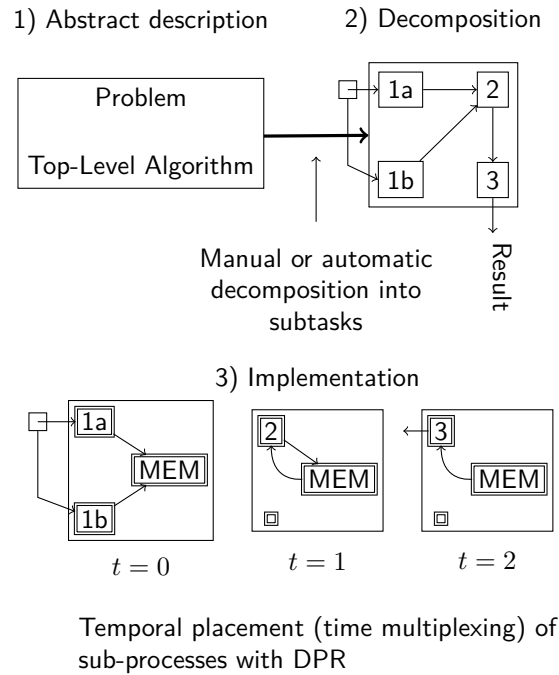 1) Abstract description
2) Decomposition
Problem
Top-Level Algorithm
1a
2
1b
3
Result
Manual or automatic
decomposition into
subtasks
3) Implementation
1a
MEM
1b
t = 0
2
MEM
t = 1
3
MEM
t = 2
Temporal placement (time multiplexing) of
sub-processes with DPR